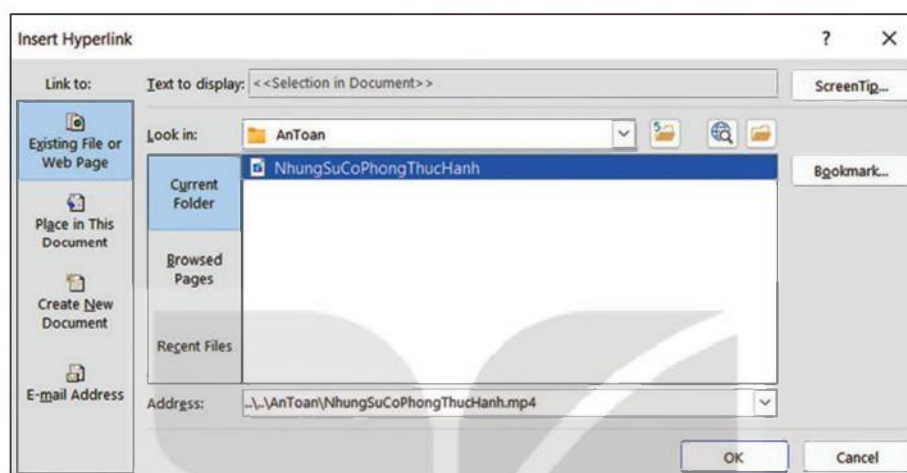 Insert Hyperlink ? ×
Link to: Text to display: <<Selection in Document>> ScreenTip...
Existing File or
Web Page
Look in: AnToan
Current
Folder
NhungSuCoPhongThucHanh
Bookmark...
Place in This
Document
Browsed
Pages
Create New
Document
Recent Files
E-mail Address
Address: ..\..\AnToan\NhungSuCoPhongThucHanh.mp4
OK Cancel